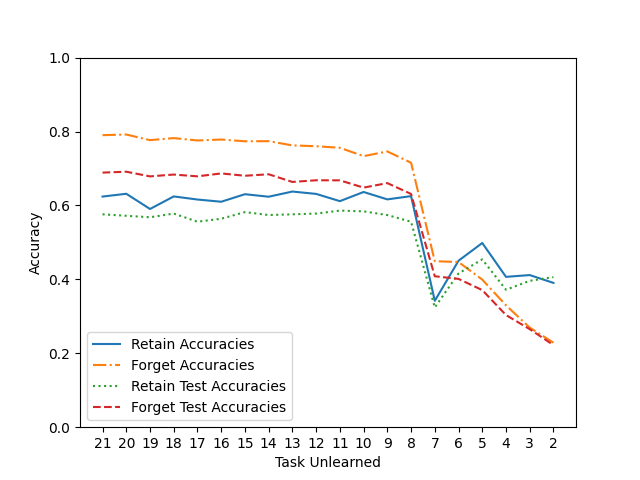 1.0
0.8
0.6
0.4
0.2
0.0
Accuracy
Retain Accuracies
Forget Accuracies
Retain Test Accuracies
Forget Test Accuracies
21 20 19 18 17 16 15 14 13 12 11 10 9 8 7 6 5 4 3 2
Task Unlearned